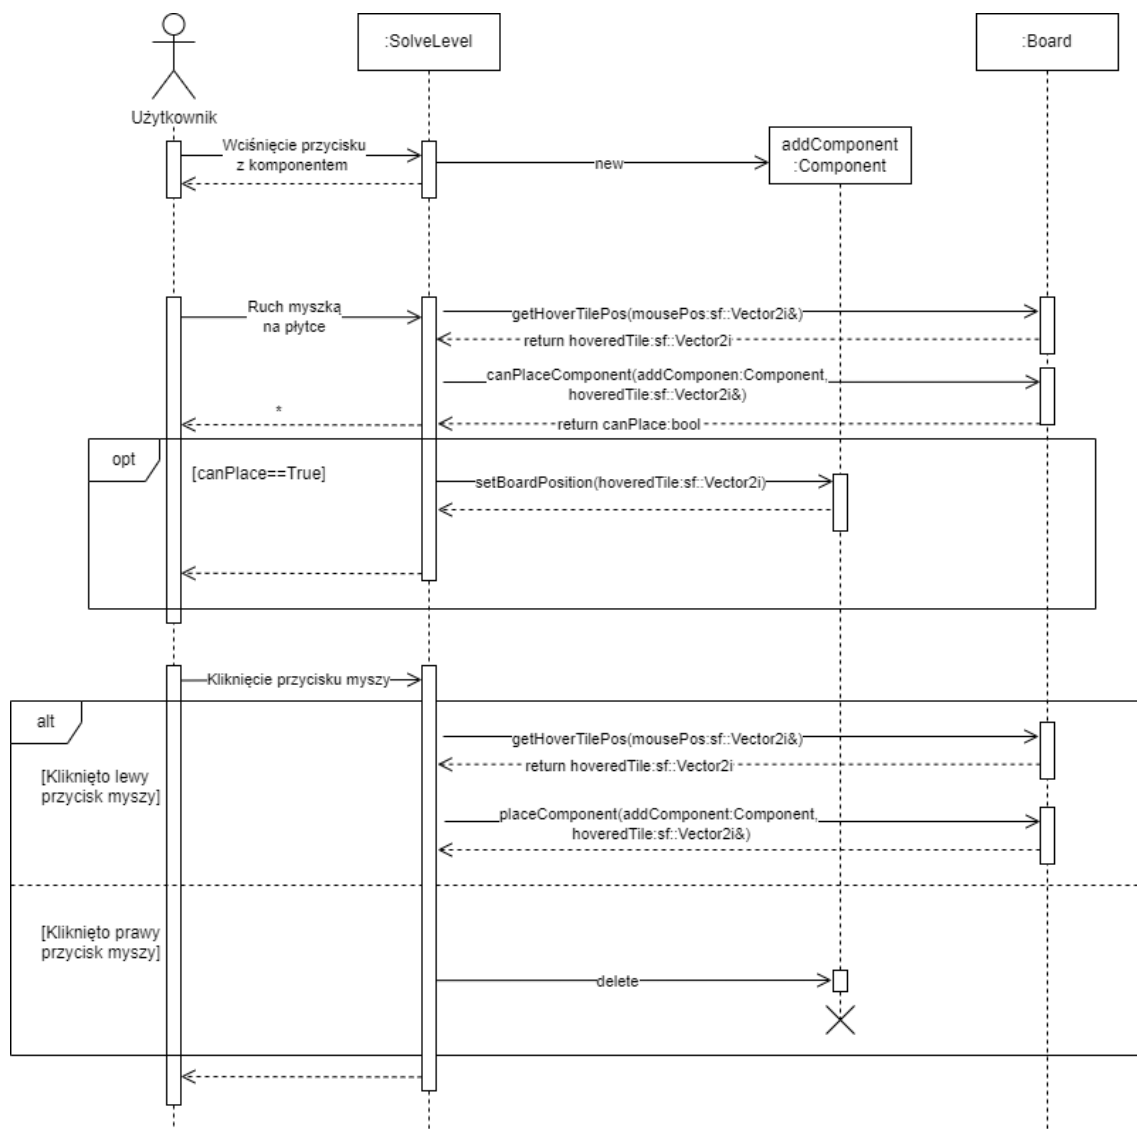 :SolveLevel
:Board
Użytkownik
addComponent
:Component
Wciśnięcie przycisku
z komponentem
new
Ruch myszką
na płytce
getHoverTilePos(mousePos:sf::Vector2i&)
return hoveredTile:sf::Vector2i
canPlaceComponent(addComponen:Component,
hoveredTile:sf::Vector2i&)
*
return canPlace:bool
opt
[canPlace==True]
setBoardPosition(hoveredTile:sf::Vector2i)
Kliknięcie przycisku myszy
alt
getHoverTilePos(mousePos:sf::Vector2i&)
return hoveredTile:sf::Vector2i
[Kliknięto lewy
przycisk myszy]
placeComponent(addComponent:Component,
hoveredTile:sf::Vector2i&)
[Kliknięto prawy
przycisk myszy]
delete